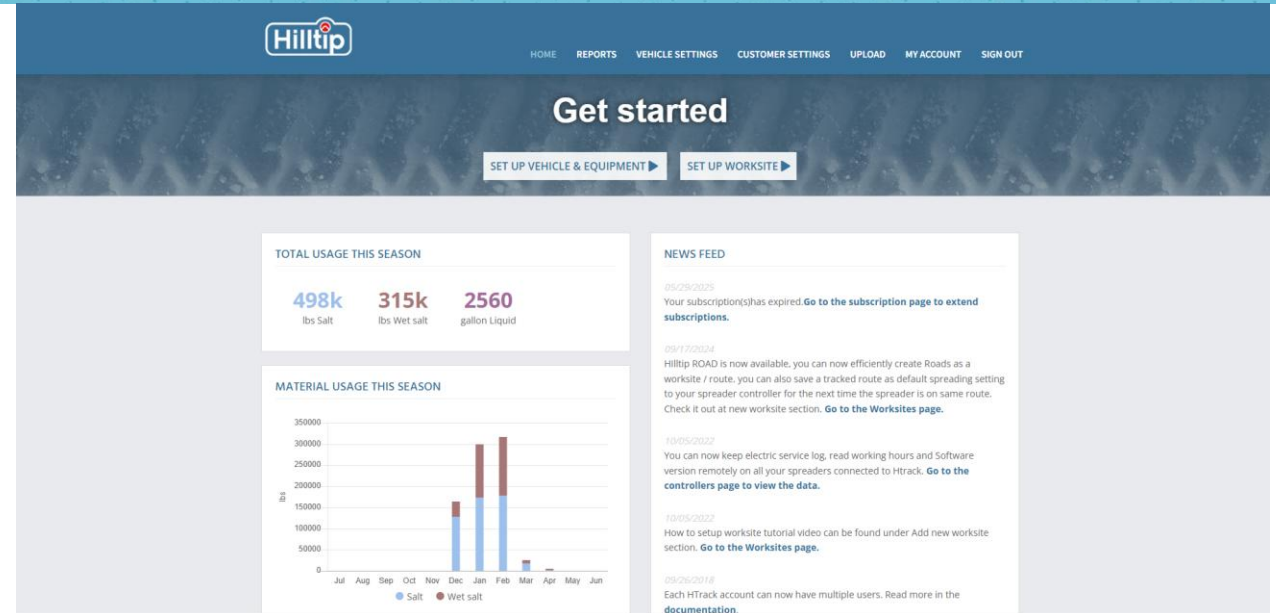 Hilltip
HOME REPORTS VEHICLE SETTINGS CUSTOMER SETTINGS UPLOAD MY ACCOUNT SIGN OUT
Get started
SET UP VEHICLE & EQUIPMENT
SET UP WORKSITE
TOTAL USAGE THIS SEASON
498k 315k 2560
lbs Salt lbs Wet salt gallon Liquid
MATERIAL USAGE THIS SEASON
350000
300000
250000
200000
150000
100000
50000
0
lbs
Jul Aug Sep Oct Nov Dec Jan Feb Mar Apr May Jun
Salt Wet salt
NEWS FEED
05/29/2025
Your subscription(s)has expired.Go to the subscription page to extend
subscriptions.
09/17/2024
Hilltip ROAD is now available, you can now efficiently create Roads as a
worksite / route, you can also save a tracked route as default spreading setting
to your spreader controller for the next time the spreader is on same route.
Check it out at new worksite section. Go to the Worksites page.
10/05/2022
You can now keep electric service log, read working hours and Software
version remotely on all your spreaders connected to Htrack. Go to the
controllers page to view the data.
10/05/2022
How to setup worksite tutorial video can be found under Add new worksite
section. Go to the Worksites page.
09/26/2018
Each HTrack account can now have multiple users. Read more in the
documentation.